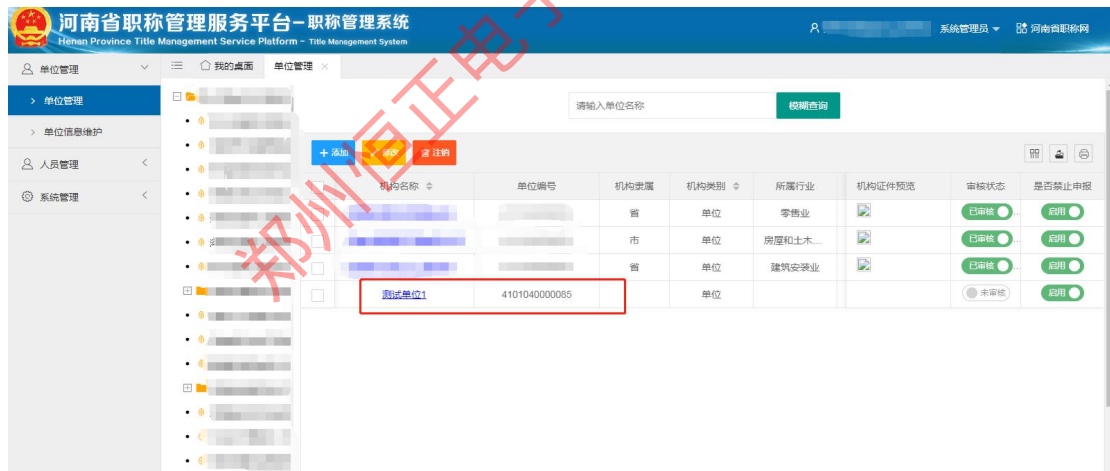 河南省职称管理服务平台-职称管理系统
Henan Province Title Management Service Platform - Title Management System
系统管理员
河南省职称网
单位管理
我的桌面
单位管理
单位管理
单位信息维护
人员管理
系统管理
请输入单位名称
模糊查询
+添加
修改
注销
机构名称 单位编号 机构隶属 机构类别 所属行业 机构证件预览 审核状态 是否禁止申报
省 单位 零售业 已审核 启用
市 单位 房屋和土木... 已审核 启用
省 单位 建筑安装业 已审核 启用
测试单位1 4101040000085 单位 未审核 启用
郑州恒正电子